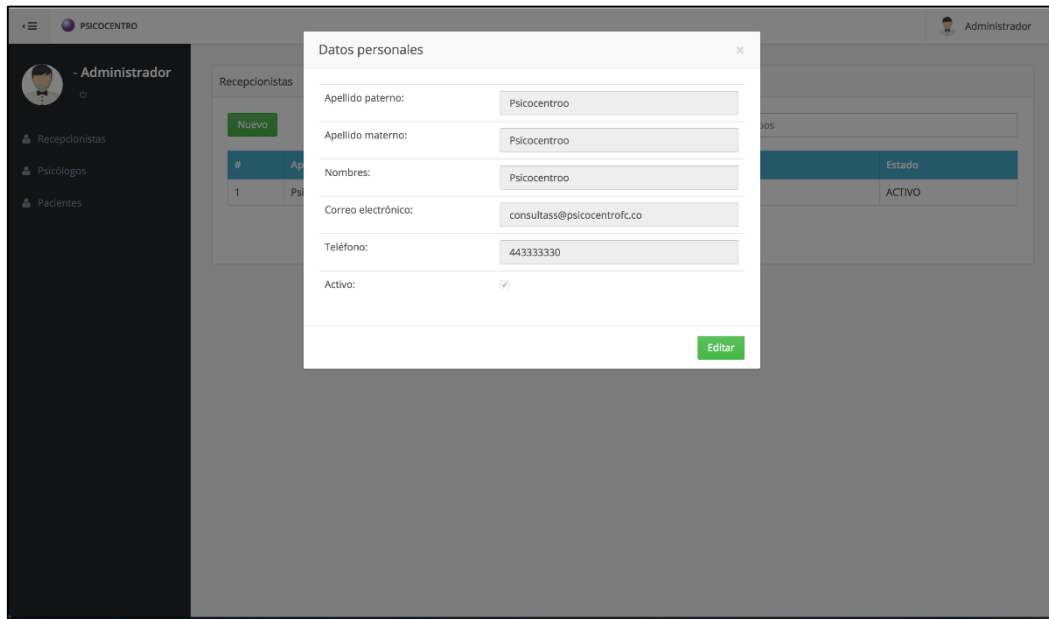 PSICOCENTRO
Administrador
- Administrador
Recepcionistas
Psicólogos
Pacientes
Recepcionistas
Nuevo
#
Estado
1
ACTIVO
Datos personales
×
Apellido paterno:
Psicocentroo
Apellido materno:
Psicocentroo
Nombres:
Psicocentroo
Correo electrónico:
consultass@psicocentrofc.co
Teléfono:
443333330
Activo:
Editar